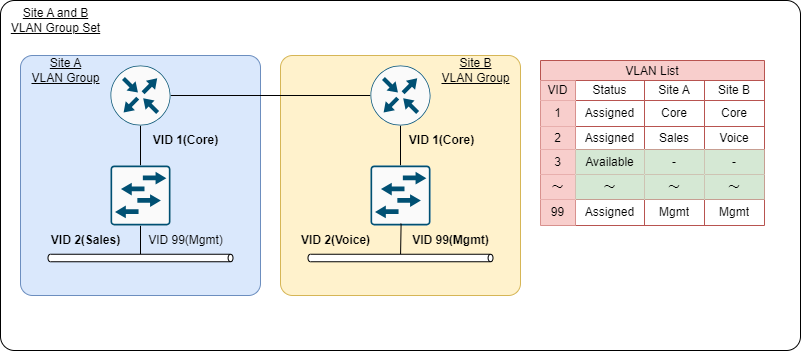 Site A and B
VLAN Group Set
Site A
VLAN Group
Site B
VLAN Group
VID 1(Core)
VID 1(Core)
VID 2(Sales) VID 99(Mgmt)
VID 2(Voice) VID 99(Mgmt)
VLAN List
VID Status Site A Site B
1 Assigned Core Core
2 Assigned Sales Voice
3 Available - -
～ ～ ～ ～
99 Assigned Mgmt Mgmt